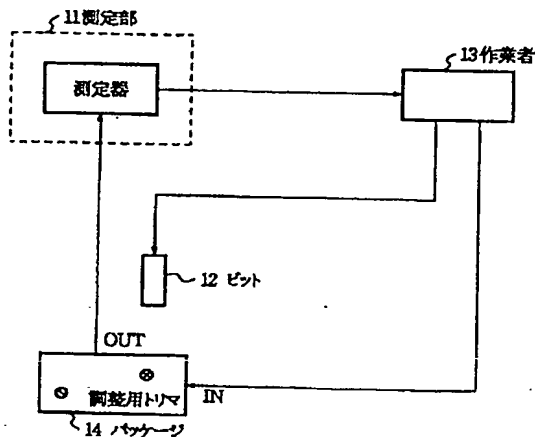 11測定部
測定器
13作業者
12 ビット
OUT
IN
調整用トリマ
14 パッケージ